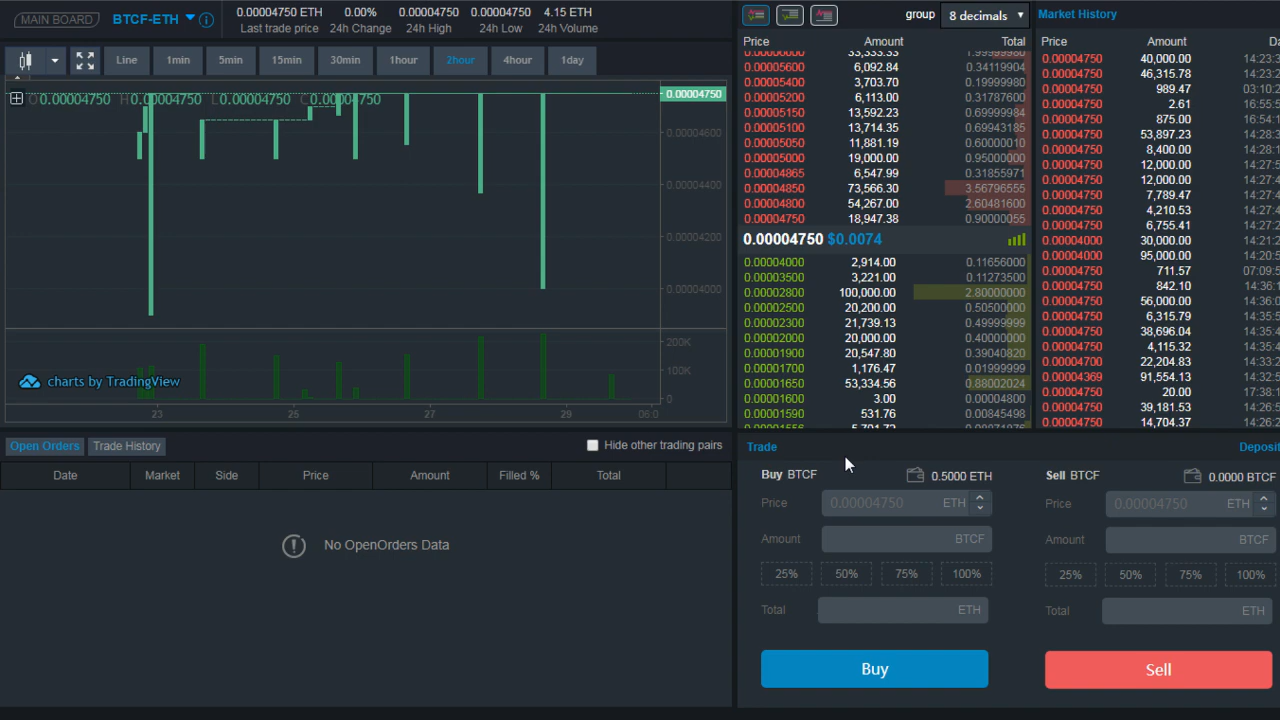 MAIN BOARD BTCF-ETH
0.00004750 ETH 0.00% 0.00004750 0.00004750 4.15 ETH
Last trade price 24h Change 24h High 24h Low 24h Volume
Line 1min 5min 15min 30min 1hour 2hour 4hour 1day
O0.00004750 H0.00004750 L0.00004750 C0.00004750
0.00004750
0.00004600
0.00004400
0.00004200
0.00004000
200K
100K
0
charts by TradingView
23 25 27 29 06:0
group 8 decimals
Price Amount Total
0.00005600 6,092.84 0.34119904
0.00005400 3,703.70 0.19999980
0.00005200 6,113.00 0.31787600
0.00005150 13,592.23 0.69999984
0.00005100 13,714.35 0.69943185
0.00005050 11,881.19 0.60000010
0.00005000 19,000.00 0.95000000
0.00004865 6,547.99 0.31855971
0.00004850 73,566.30 3.56796555
0.00004800 54,267.00 2.60481600
0.00004750 18,947.38 0.90000055
0.00004750 $0.0074
0.00004000 2,914.00 0.11656000
0.00003500 3,221.00 0.11273500
0.00002800 100,000.00 2.80000000
0.00002500 20,200.00 0.50500000
0.00002300 21,739.13 0.49999999
0.00002000 20,000.00 0.40000000
0.00001900 20,547.80 0.39040820
0.00001700 1,176.47 0.01999999
0.00001650 53,334.56 0.88002024
0.00001600 3.00 0.00004800
0.00001590 531.76 0.00845498
Market History
Price Amount Da
0.00004750 40,000.00 14:23:3
0.00004750 46,315.78 14:23:2
0.00004750 989.47 03:10:2
0.00004750 2.61 16:55:5
0.00004750 875.00 16:54:1
0.00004750 53,897.23 14:28:3
0.00004750 8,400.00 14:28:1
0.00004750 12,000.00 14:27:5
0.00004750 12,000.00 14:27:4
0.00004750 7,789.47 14:27:4
0.00004750 4,210.53 14:27:4
0.00004750 6,755.41 14:27:2
0.00004000 30,000.00 14:21:2
0.00004000 95,000.00 14:20:5
0.00004750 711.57 07:09:5
0.00004750 842.10 14:36:1
0.00004750 56,000.00 14:36:0
0.00004750 6,315.79 14:35:5
0.00004750 38,696.04 14:35:4
0.00004750 4,115.32 14:35:4
0.00004700 22,204.83 14:33:2
0.00004369 91,554.13 14:32:5
0.00004750 20.00 17:38:1
0.00004750 39,181.53 14:26:5
0.00004750 14,704.37 14:26:2
Open Orders Trade History Hide other trading pairs
Date Market Side Price Amount Filled % Total
No OpenOrders Data
Trade Deposit
Buy BTCF 0.5000 ETH
Price 0.00004750 ETH
Amount BTCF
25% 50% 75% 100%
Total ETH
Buy
Sell BTCF 0.0000 BTCF
Price 0.00004750 ETH
Amount BTCF
25% 50% 75% 100%
Total ETH
Sell